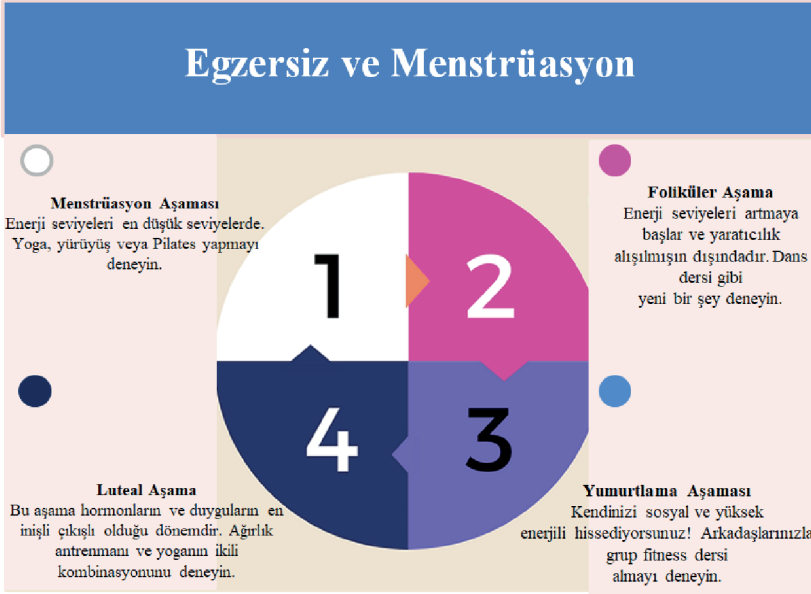 Egzersiz ve Menstrüasyon
Menstrüasyon Aşaması
Enerji seviyeleri en düşük seviyelerde.
Yoga, yürüyüş veya Pilates yapmayı
deneyin.
Foliküler Aşama
Enerji seviyeleri artmaya
başlar ve yaratıcılık
alışılmışın dışındadır. Dans
dersi gibi
yeni bir şey deneyin.
1
2
4
3
Luteal Aşama
Bu aşama hormonların ve duyguların en
inişli çıkışlı olduğu dönemdir. Ağırlık
antrenmanı ve yoganın ikili
kombinasyonunu deneyin.
Yumurtlama Aşaması
Kendinizi sosyal ve yüksek
enerjili hissediyorsunuz! Arkadaşlarınızla
grup fitness dersi
almayı deneyin.